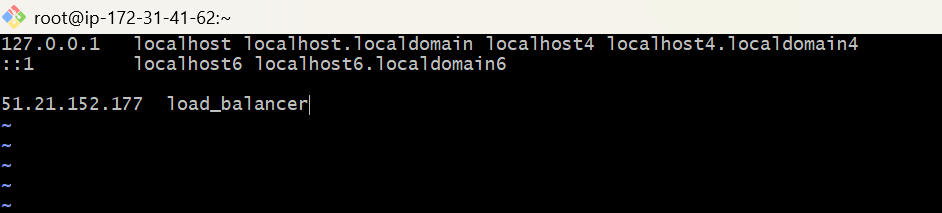 root@ip-172-31-41-62:~
127.0.0.1   localhost localhost.localdomain localhost4 localhost4.localdomain4
::1         localhost6 localhost6.localdomain6
51.21.152.177  load_balancer
~
~
~
~
~